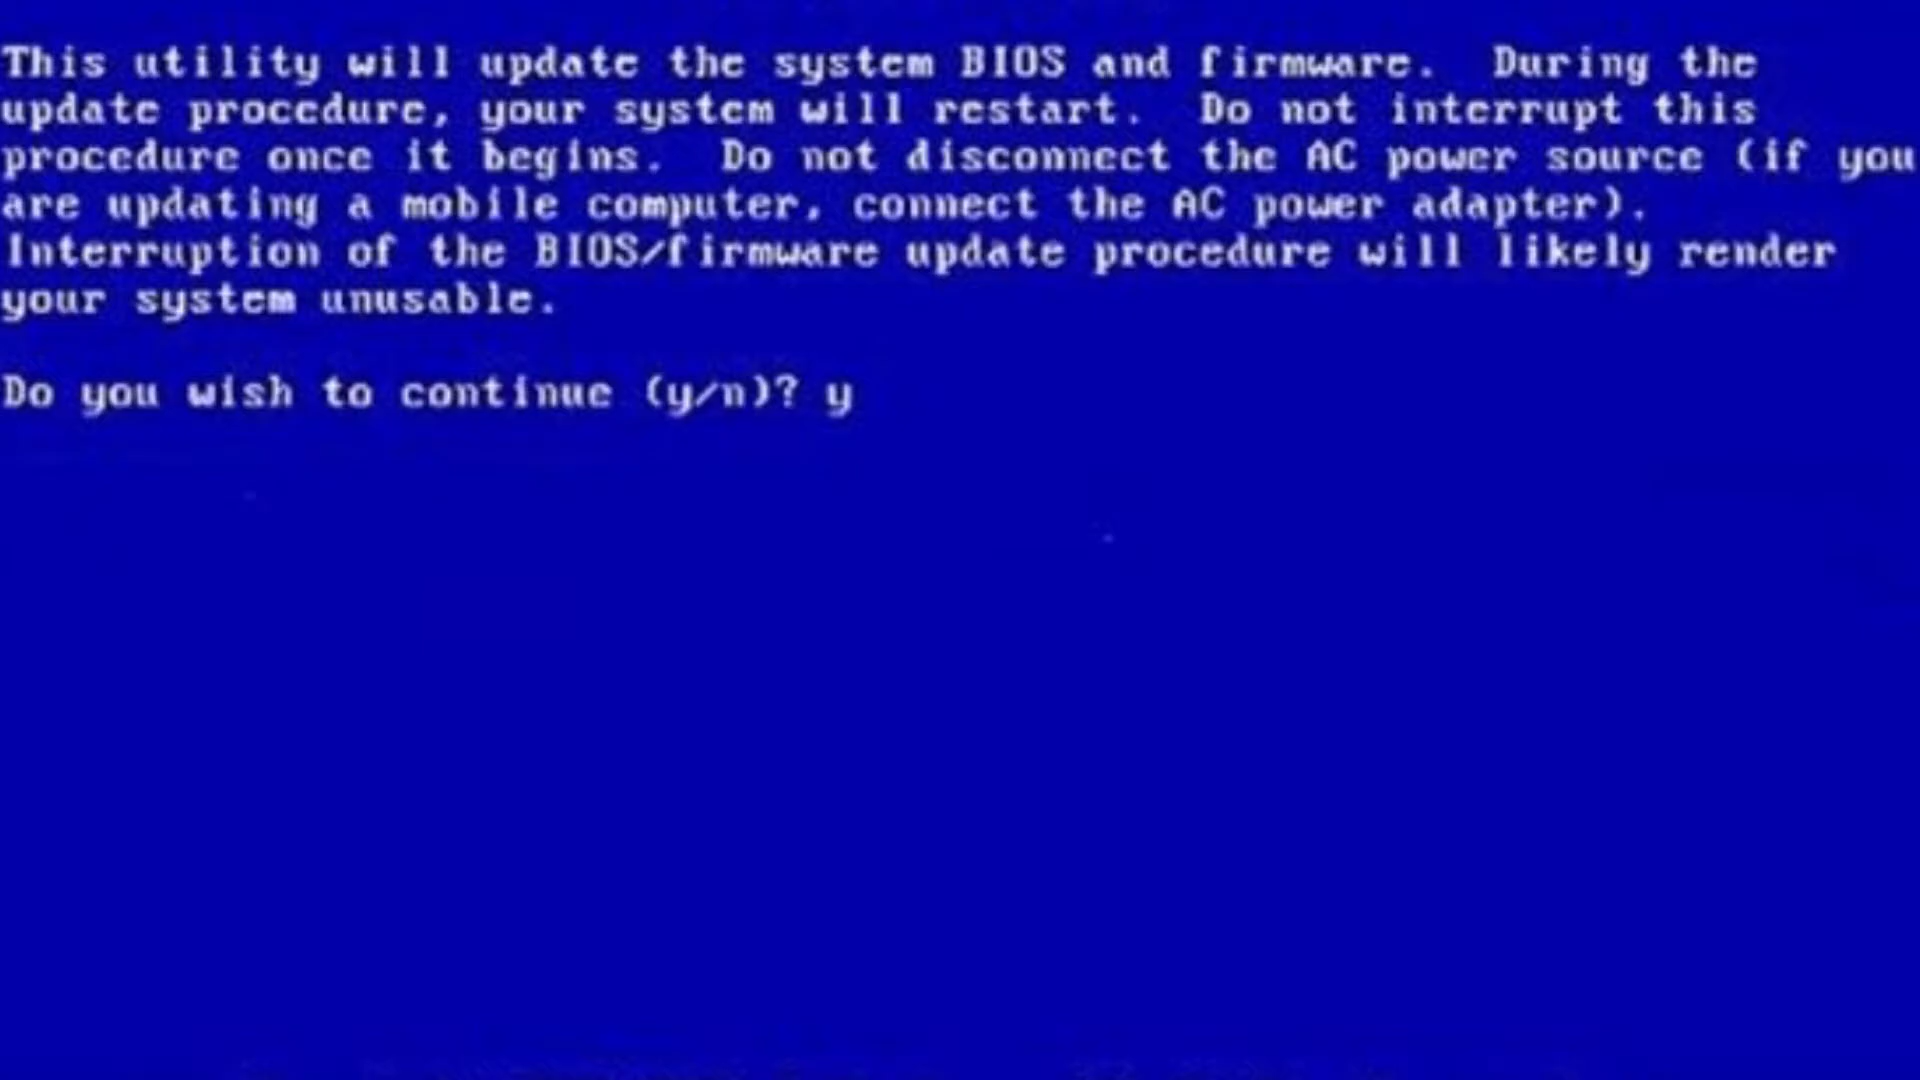 This utility will update the system BIOS and firmware.  During the
update procedure, your system will restart.  Do not interrupt this
procedure once it begins.  Do not disconnect the AC power source (if you
are updating a mobile computer, connect the AC power adapter).
Interruption of the BIOS/firmware update procedure will likely render
your system unusable.

Do you wish to continue (y/n)? y